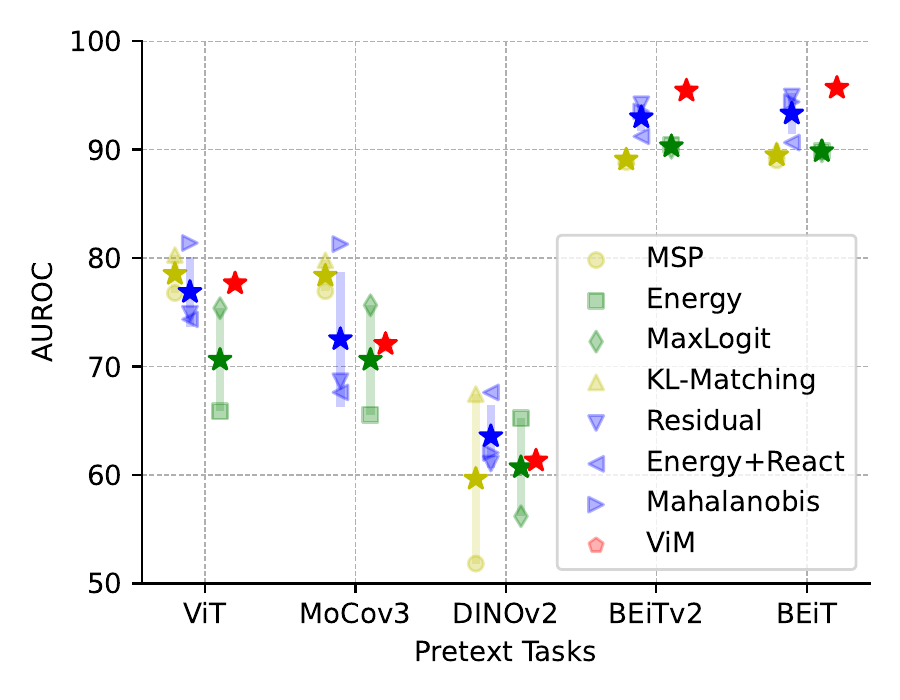 100
90
80
70
60
50
AUROC
MSP
Energy
MaxLogit
KL-Matching
Residual
Energy+React
Mahalanobis
ViM
ViT
MoCov3
DINOv2
BEiTv2
BEiT
Pretext Tasks